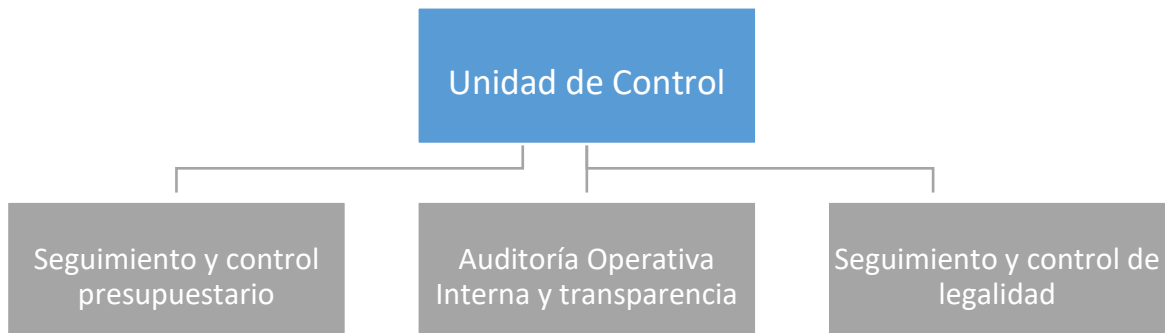 Unidad de Control
Seguimiento y control
presupuestario
Auditoría Operativa
Interna y transparencia
Seguimiento y control de
legalidad